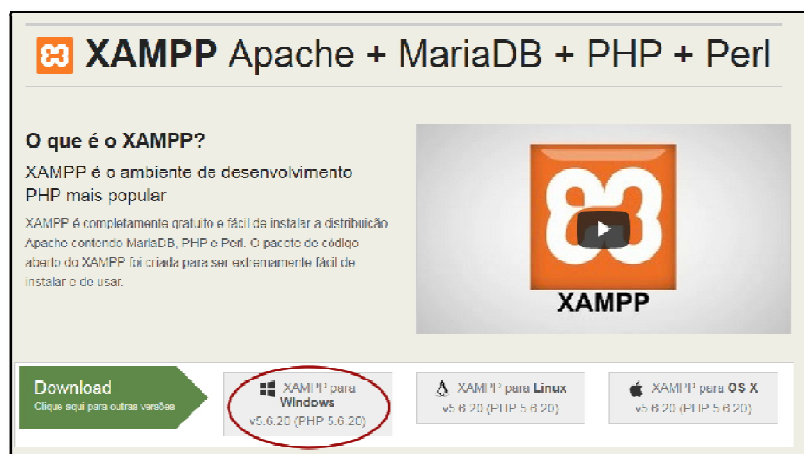 XAMPP Apache + MariaDB + PHP + Perl
O que é o XAMPP?
XAMPP é o ambiente de desenvolvimento
PHP mais popular
XAMPP é completamente gratuito e fácil de instalar a distribuição
Apache contendo MariaDB, PHP e Perl. O pacote de código
aberto do XAMPP foi criada para ser extremamente fácil de
instalar e de usar.
XAMPP
Download
Clique aqui para outras versões
XAMPP para
Windows
v5.6.20 (PHP 5.6.20)
XAMPP para Linux
v5.6.20 (PHP 5.6.20)
XAMPP para OS X
v5.6.20 (PHP 5.6.20)